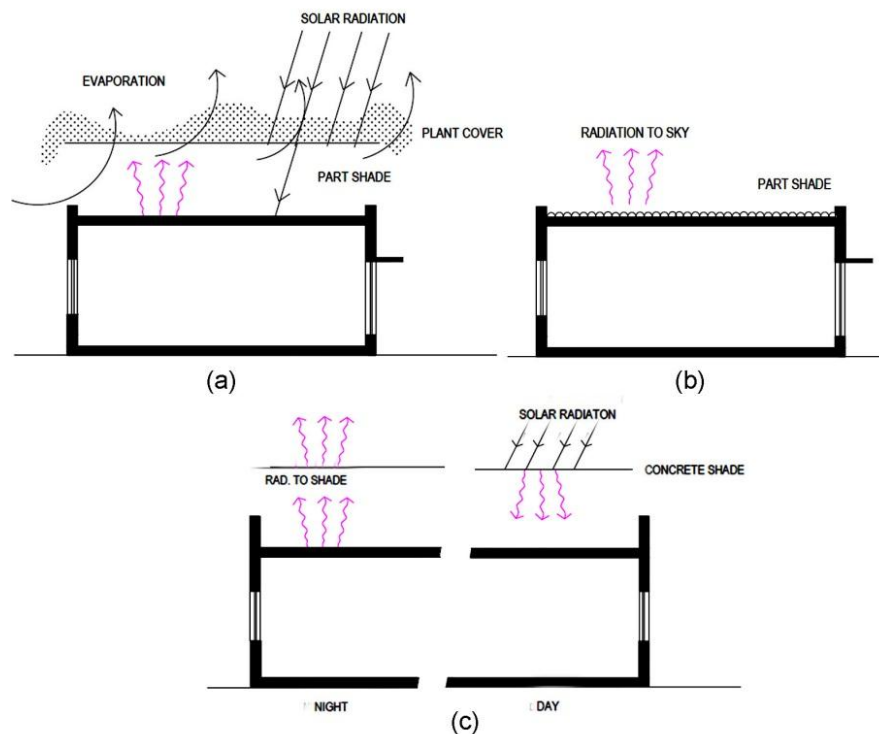 SOLAR RADIATION
EVAPORATION
PLANT COVER
PART SHADE
(a)
RADIATION TO SKY
PART SHADE
(b)
SOLAR RADIATON
RAD. TO SHADE
CONCRETE SHADE
NIGHT
DAY
(c)